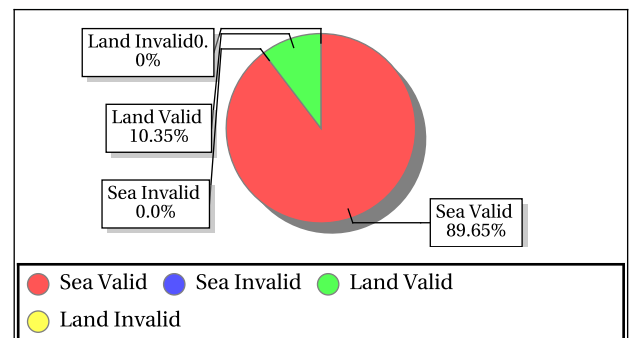 Land Invalid0.
0%
Land Valid
10.35%
Sea Invalid
0.0%
Sea Valid
89.65%
Sea Valid
Sea Invalid
Land Valid
Land Invalid